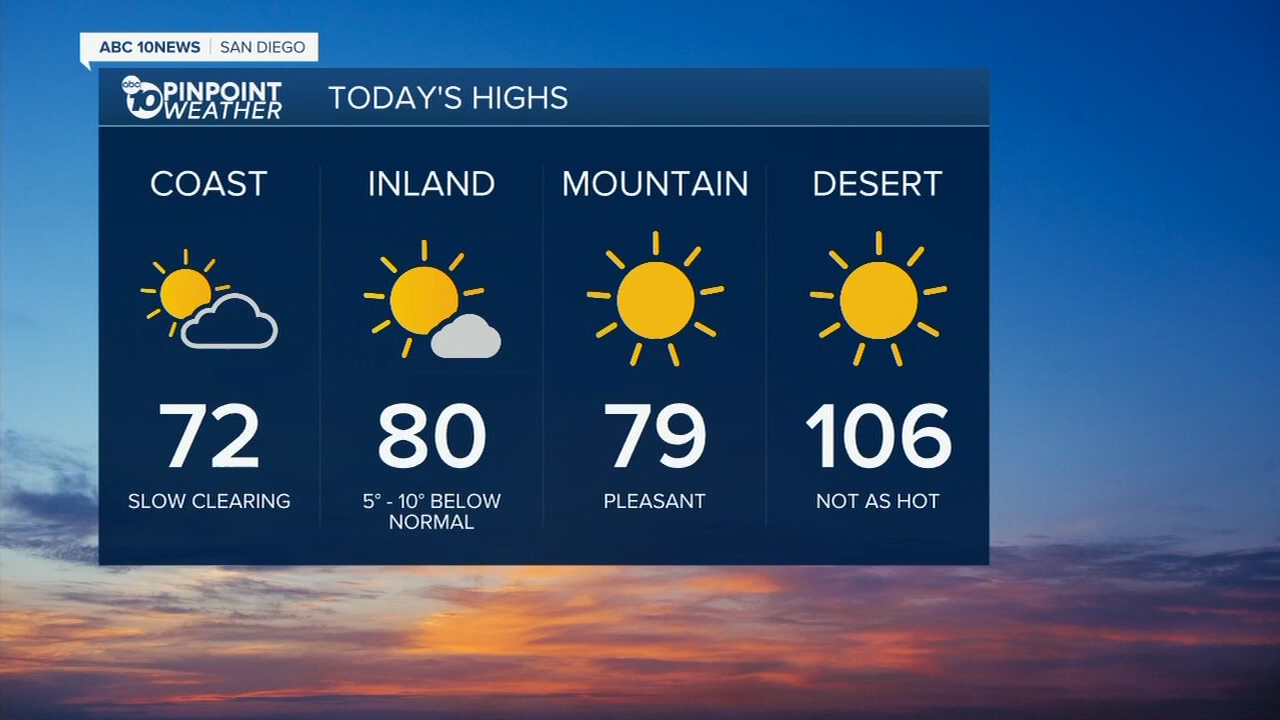 ABC 10NEWS | SAN DIEGO
abc 10 PINPOINT WEATHER
TODAY'S HIGHS
COAST
INLAND
MOUNTAIN
DESERT
72
80
79
106
SLOW CLEARING
5° - 10° BELOW
NORMAL
PLEASANT
NOT AS HOT